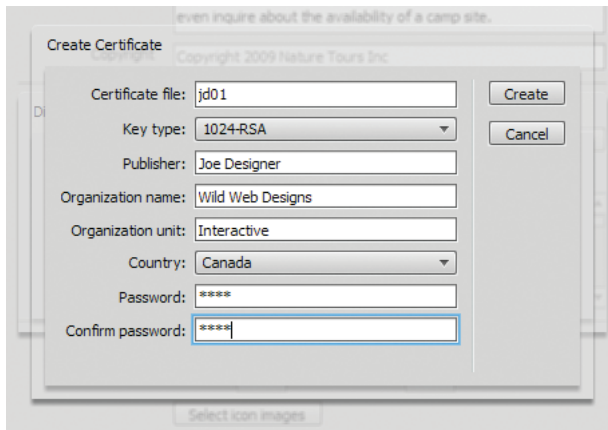 even inquire about the availability of a camp site.
Create Certificate
Copyright Copyright 2009 Nature Tours Inc
Certificate file: jd01 Create
Di
Key type: 1024-RSA Cancel
Publisher: Joe Designer
Organization name: Wild Web Designs
Organization unit: Interactive
Country: Canada
Password: ****
Confirm password: ****
Select icon images